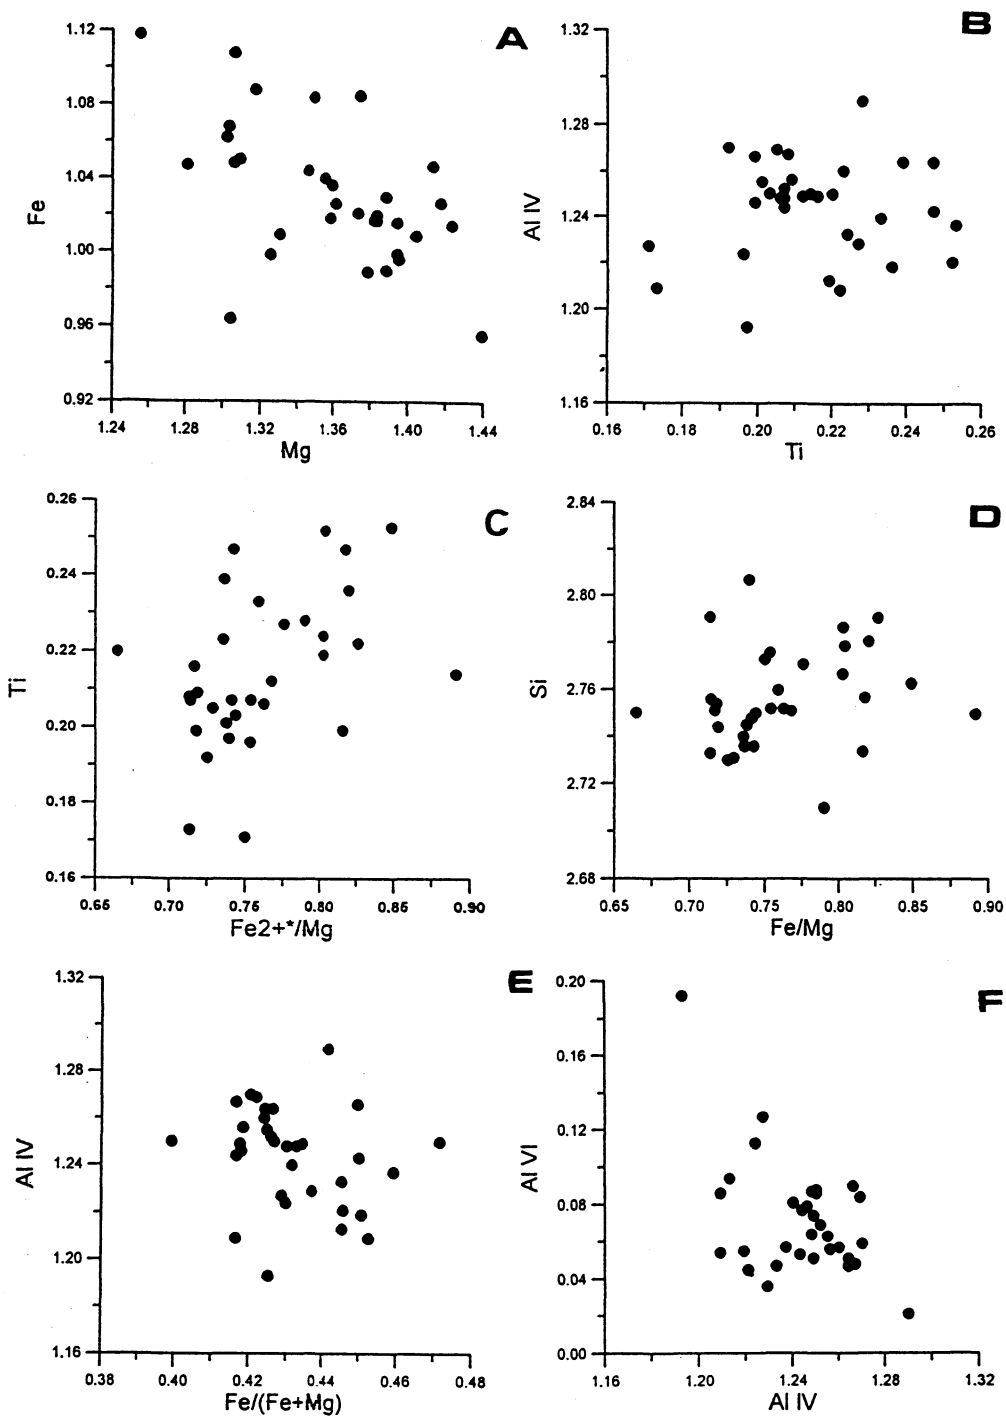 1.12
A
1.08
1.04
Fe
1.00
0.96
0.92
1.24 1.28 1.32 1.36 1.40 1.44
Mg
B
1.32
1.28
Al IV
1.24
1.20
1.16
0.16 0.18 0.20 0.22 0.24 0.26
Ti
0.26
C
0.24
0.22
Ti
0.20
0.18
0.16
0.65 0.70 0.75 0.80 0.85 0.90
Fe2+*/Mg
2.84
D
2.80
Si
2.76
2.72
2.68
0.65 0.70 0.75 0.80 0.85 0.90
Fe/Mg
1.32
E
1.28
Al IV
1.24
1.20
1.16
0.38 0.40 0.42 0.44 0.46 0.48
Fe/(Fe+Mg)
0.20
F
0.16
0.12
Al VI
0.08
0.04
0.00
1.16 1.20 1.24 1.28 1.32
Al IV